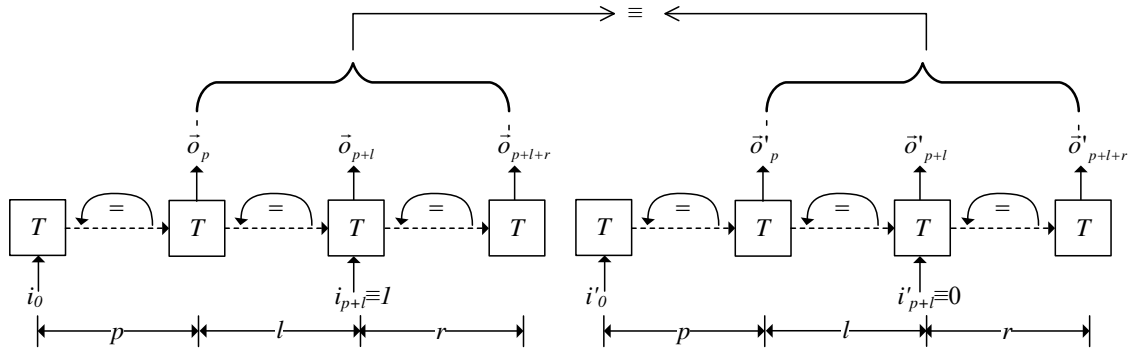 ≡
o⃗p o⃗p+l o⃗p+l+r o⃗'p o⃗'p+l o⃗'p+l+r
= = = = = =
T T T T T T T T
i0 ip+l≡1 i'0 i'p+l≡0
p l r p l r